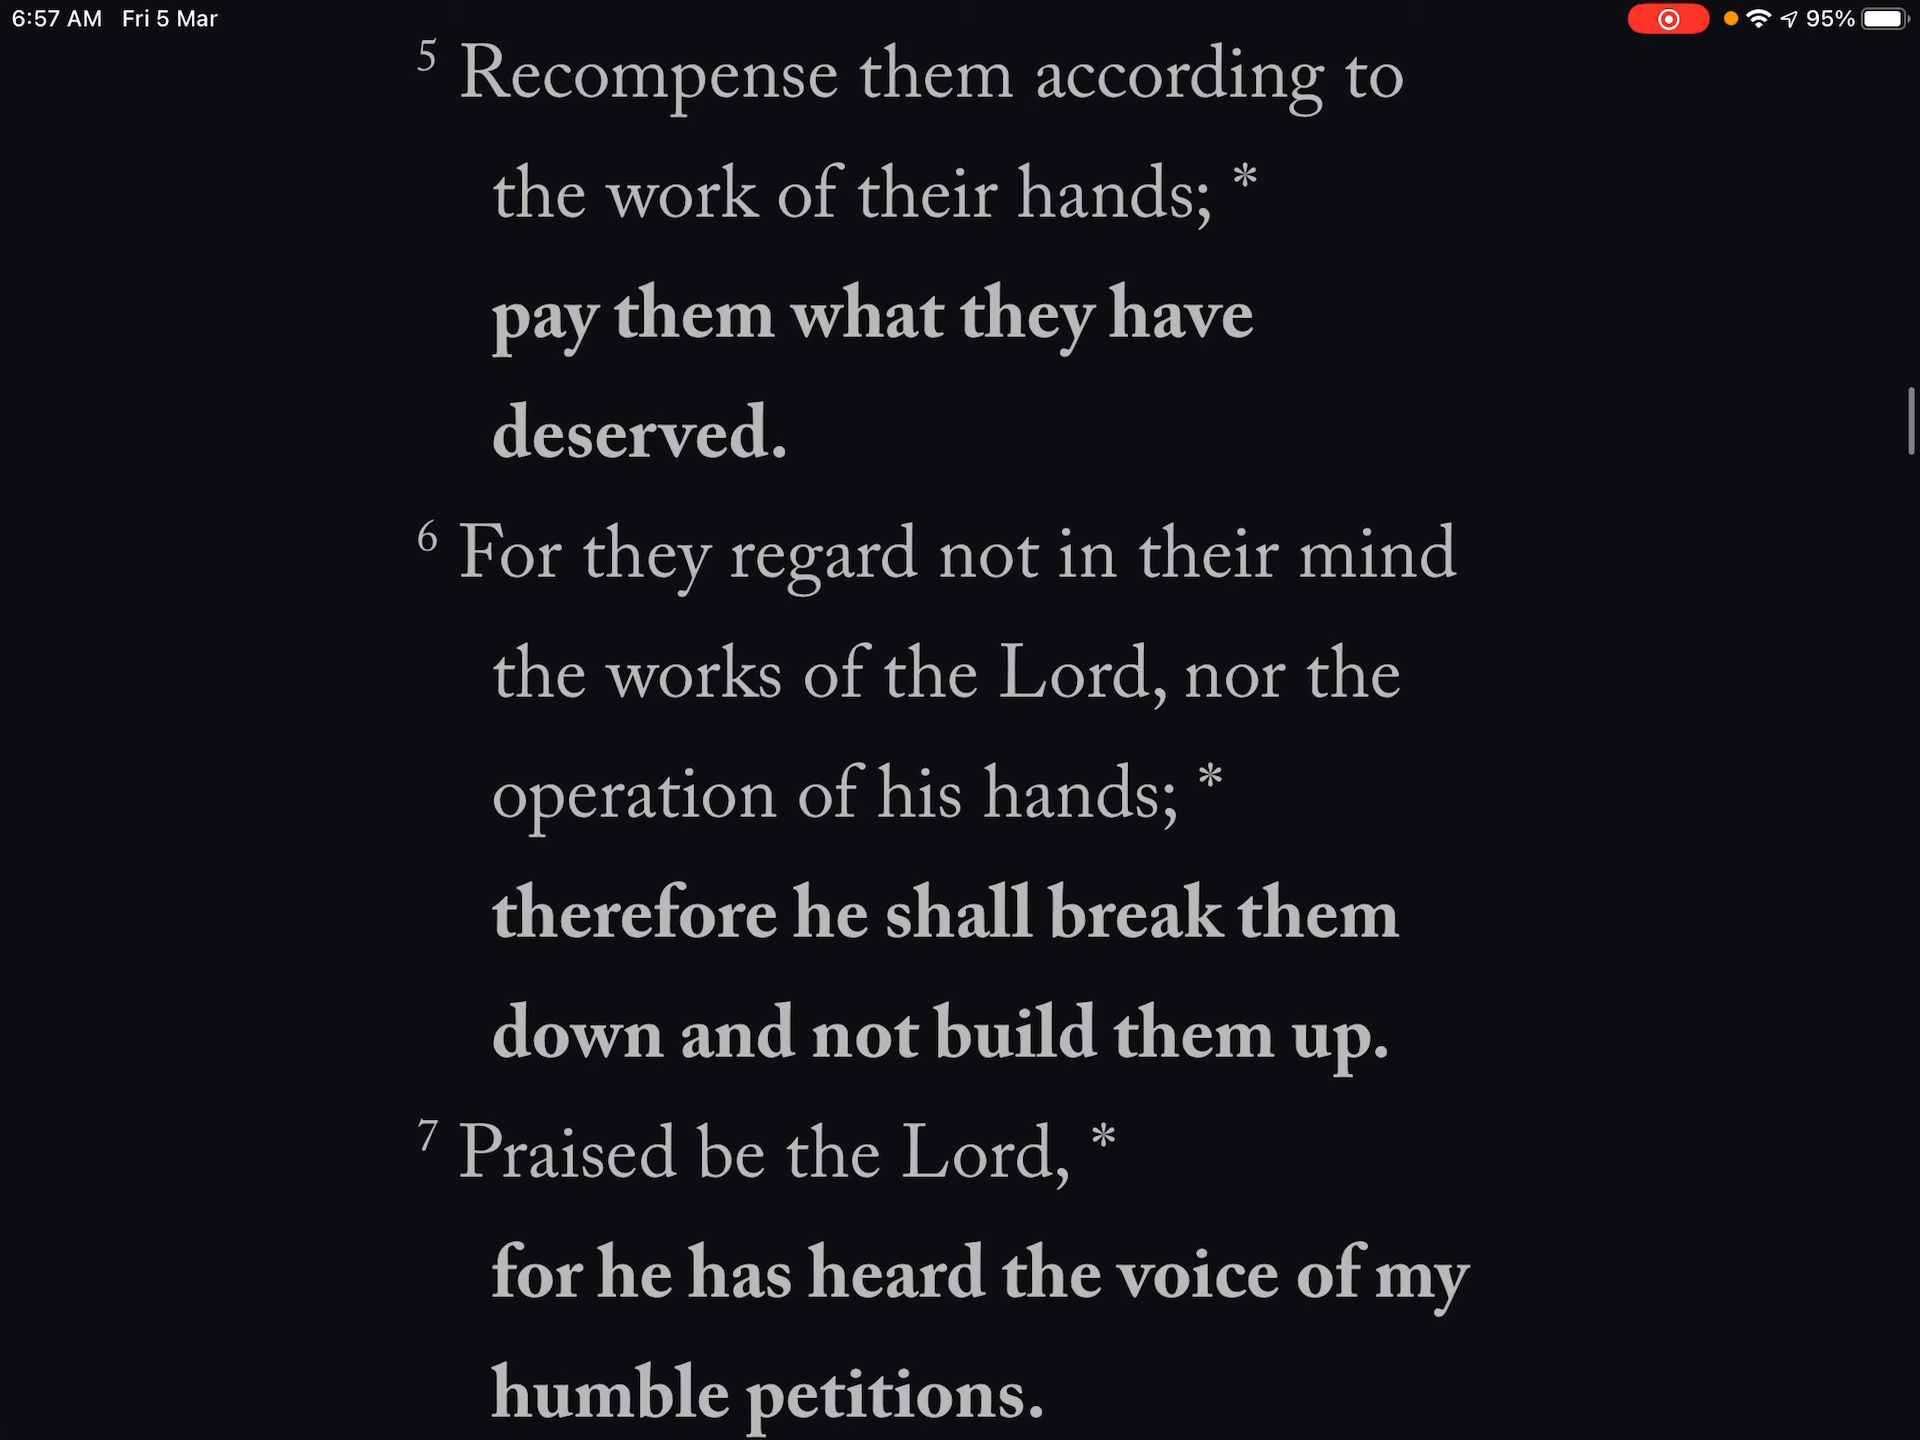 6:57 AM Fri 5 Mar 95%
5 Recompense them according to
the work of their hands; *
pay them what they have
deserved.
6 For they regard not in their mind
the works of the Lord, nor the
operation of his hands; *
therefore he shall break them
down and not build them up.
7 Praised be the Lord, *
for he has heard the voice of my
humble petitions.